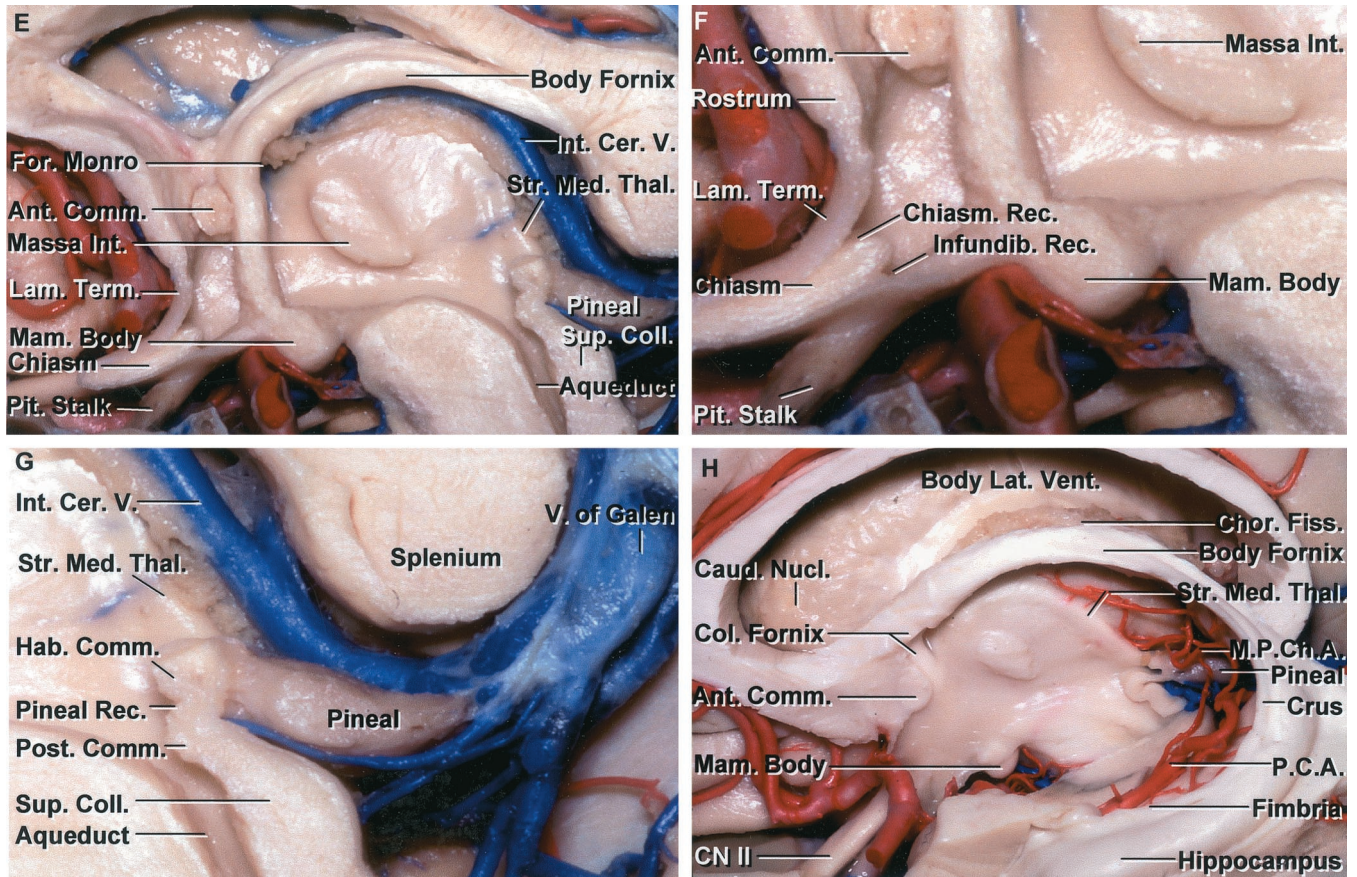 E
Body Fornix
Int. Cer. V.
For. Monro
Str. Med. Thal.
Ant. Comm.
Massa Int.
Lam. Term.
Pineal
Mam. Body
Sup. Coll.
Chiasm
Aqueduct
Pit. Stalk
F
Ant. Comm.
Massa Int.
Rostrum
Lam. Term.
Chiasm. Rec.
Infundib. Rec.
Chiasm
Mam. Body
Pit. Stalk
G
Int. Cer. V.
V. of Galen
Splenium
Str. Med. Thal.
Hab. Comm.
Pineal Rec.
Pineal
Post. Comm.
Sup. Coll.
Aqueduct
H
Body Lat. Vent.
Chor. Fiss.
Body Fornix
Caud. Nucl.
Str. Med. Thal.
Col. Fornix
M.P.Ch.A.
Pineal
Ant. Comm.
Crus
Mam. Body
P.C.A.
Fimbria
CN II
Hippocampus